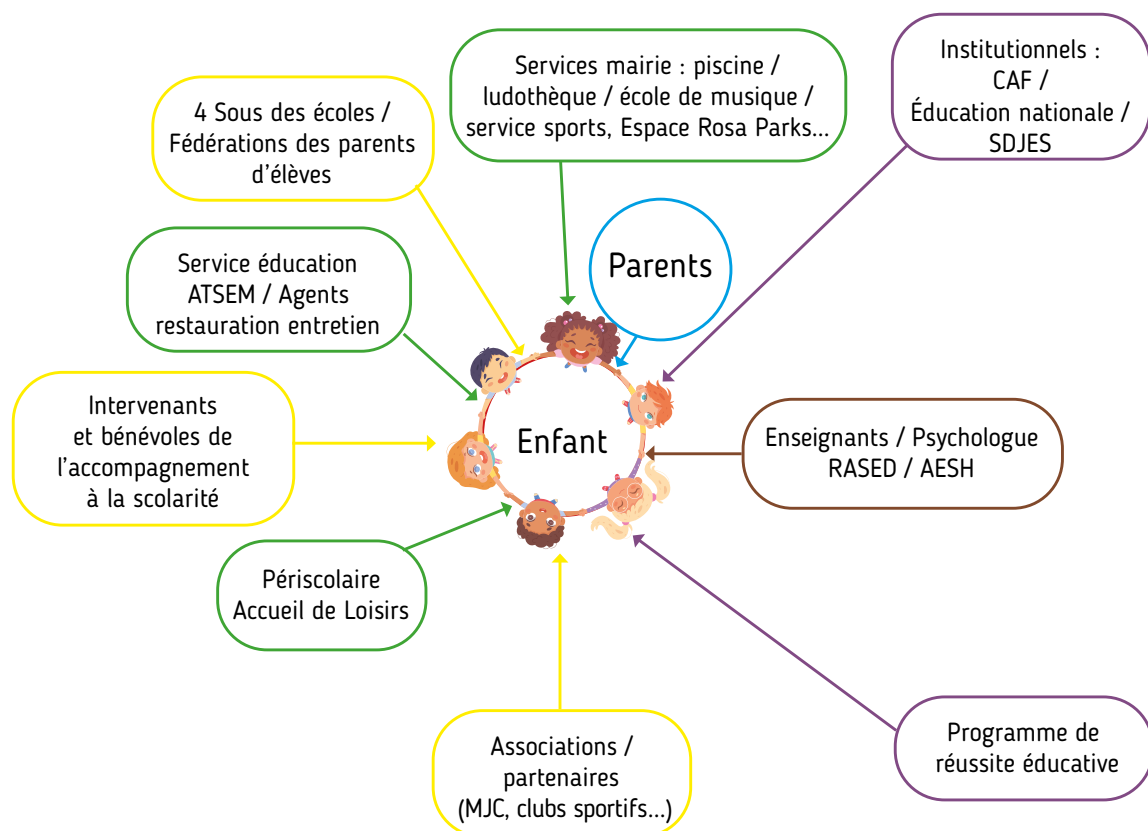 Services mairie : piscine /
ludothèque / école de musique /
service sports, Espace Rosa Parks...
Institutionnels :
CAF /
Éducation nationale /
SDJES
4 Sous des écoles /
Fédérations des parents
d'élèves
Parents
Service éducation
ATSEM / Agents
restauration entretien
Intervenants
et bénévoles de
l'accompagnement
à la scolarité
Enfant
Enseignants / Psychologue
RASED / AESH
Périscolaire
Accueil de Loisirs
Associations /
partenaires
(MJC, clubs sportifs...)
Programme de
réussite éducative